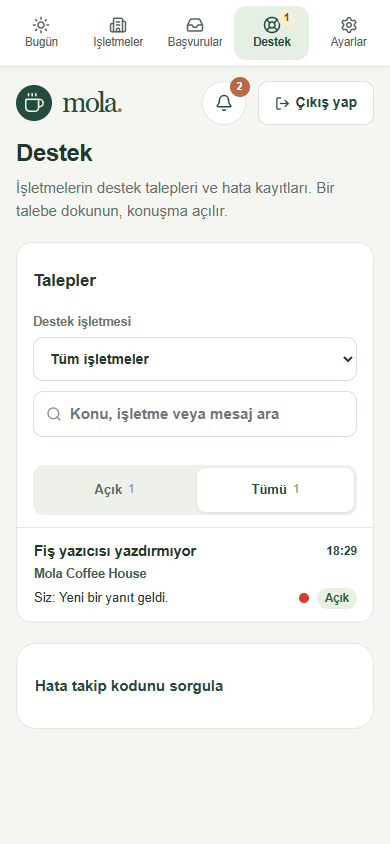 Bugün
İşletmeler
Başvurular
1
Destek
Ayarlar
mola.
2
Çıkış yap
Destek
İşletmelerin destek talepleri ve hata kayıtları. Bir
talebe dokunun, konuşma açılır.
Talepler
Destek işletmesi
Tüm işletmeler
Konu, işletme veya mesaj ara
Açık 1
Tümü 1
Fiş yazıcısı yazdırmıyor
18:29
Mola Coffee House
Siz: Yeni bir yanıt geldi.
Açık
Hata takip kodunu sorgula